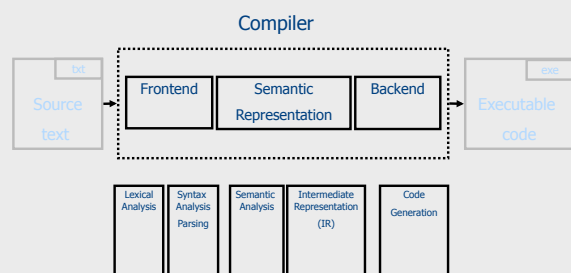 Compiler
txt
exe
Source
text
Frontend
Semantic
Representation
Backend
Executable
code
Lexical
Analysis
Syntax
Analysis
Parsing
Semantic
Analysis
Intermediate
Representation
(IR)
Code
Generation